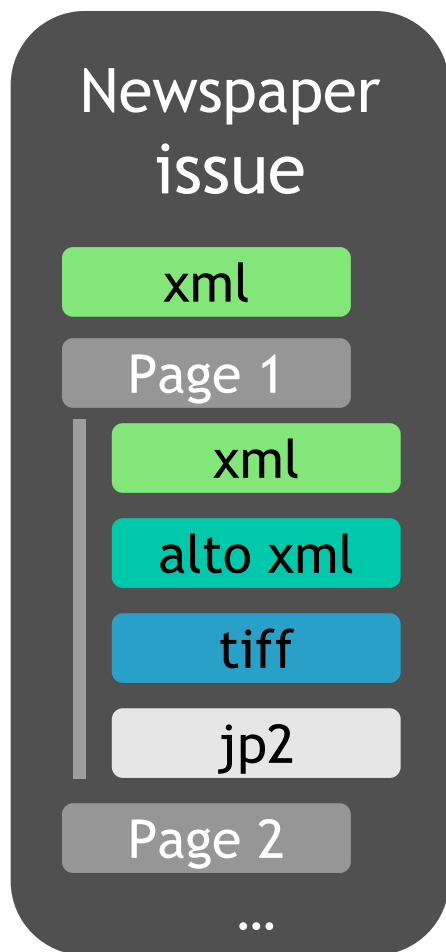 Newspaper
issue
xml
Page 1
xml
alto xml
tiff
jp2
Page 2
...